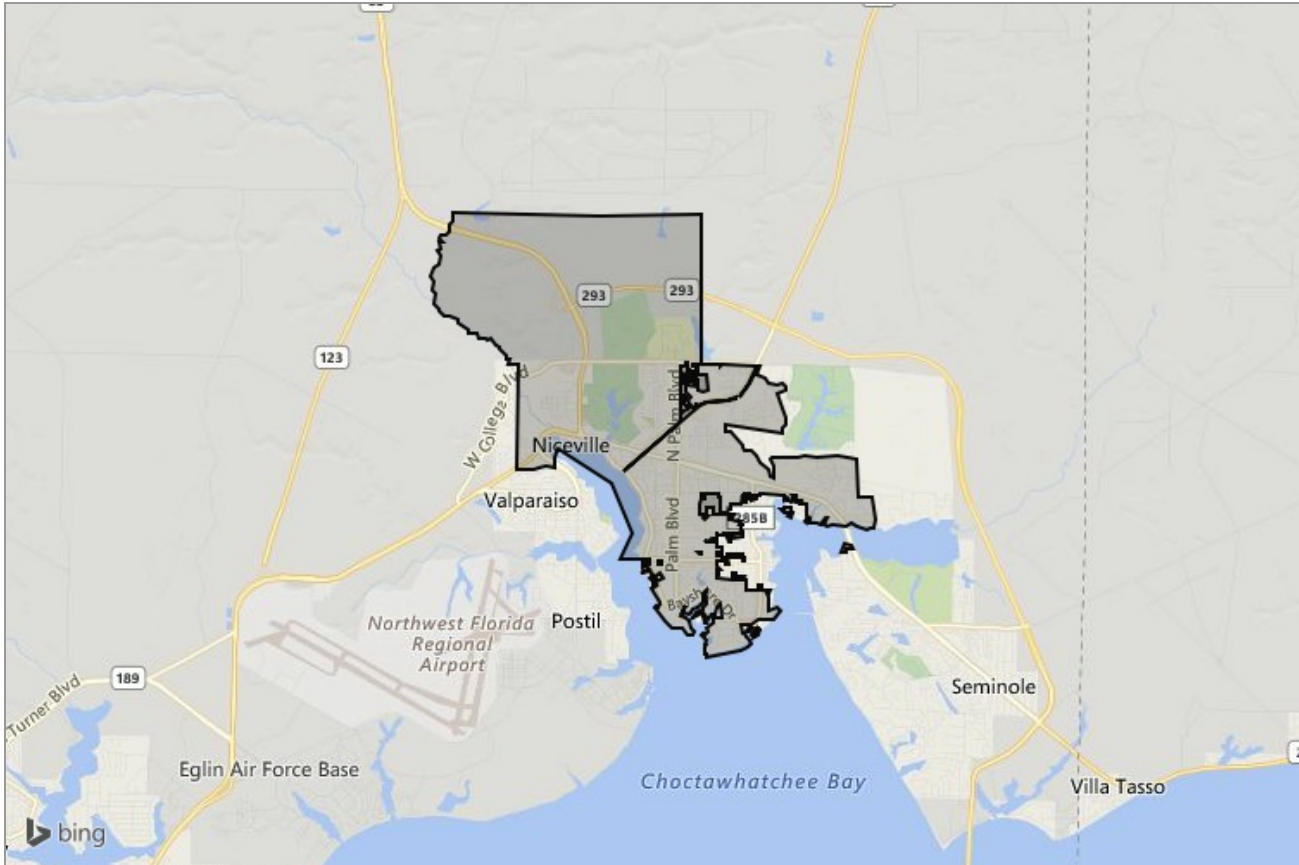 293
293
123
W College Blvd
N Palm Blvd
Niceville
Valparaiso
285B
Palm Blvd
Bayshore Dr
Postil
Northwest Florida
Regional
Airport
189
Turner Blvd
Seminole
Eglin Air Force Base
Choctawhatchee Bay
Villa Tasso
bing